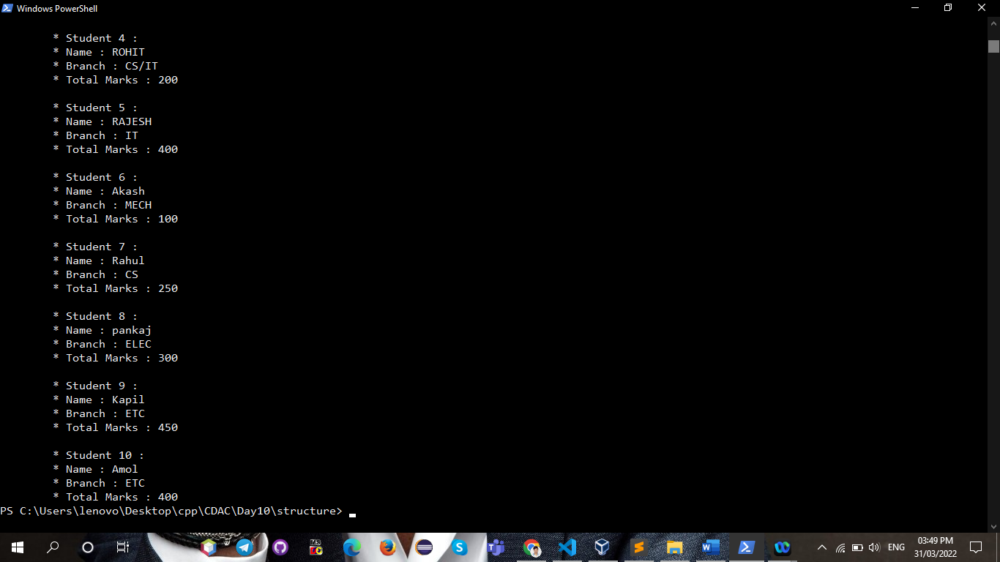 Windows PowerShell
* Student 4 :
* Name : ROHIT
* Branch : CS/IT
* Total Marks : 200
* Student 5 :
* Name : RAJESH
* Branch : IT
* Total Marks : 400
* Student 6 :
* Name : Akash
* Branch : MECH
* Total Marks : 100
* Student 7 :
* Name : Rahul
* Branch : CS
* Total Marks : 250
* Student 8 :
* Name : pankaj
* Branch : ELEC
* Total Marks : 300
* Student 9 :
* Name : Kapil
* Branch : ETC
* Total Marks : 450
* Student 10 :
* Name : Amol
* Branch : ETC
* Total Marks : 400
PS C:\Users\lenovo\Desktop\cpp\CDAC\Day10\structure>
ENG
03:49 PM
31/03/2022